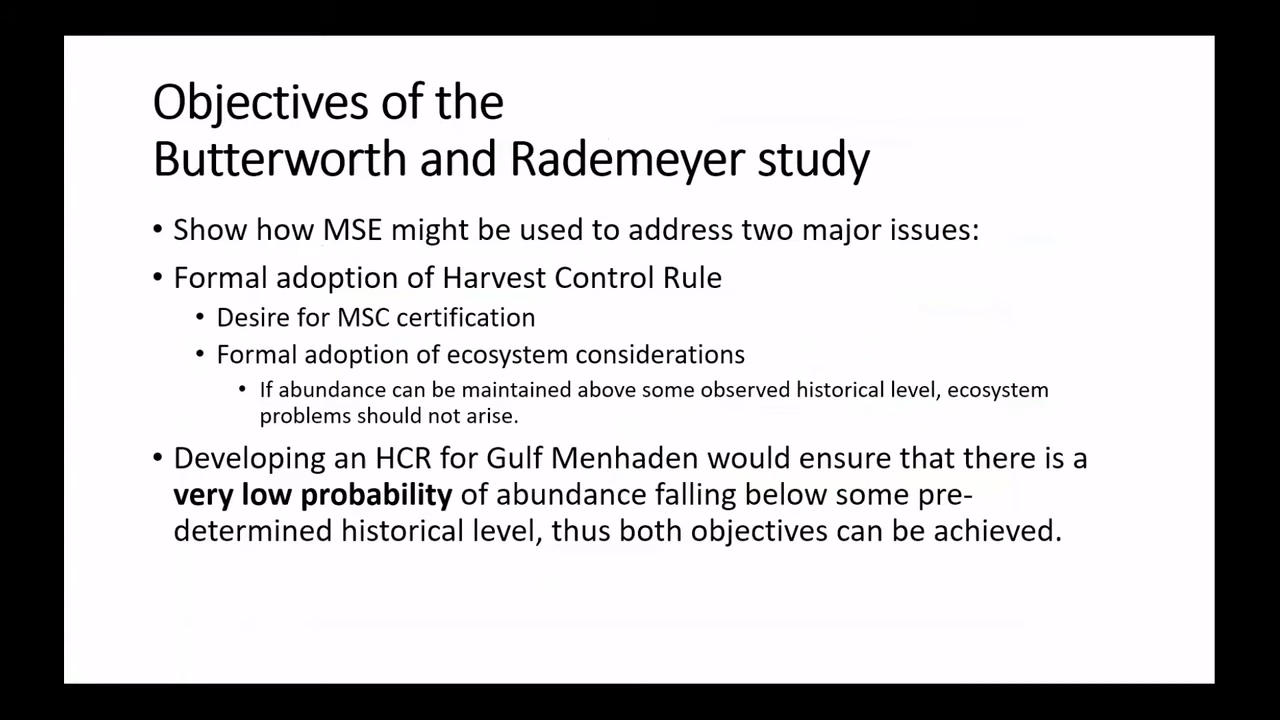 Objectives of the
Butterworth and Rademeyer study
• Show how MSE might be used to address two major issues:
• Formal adoption of Harvest Control Rule
• Desire for MSC certification
• Formal adoption of ecosystem considerations
• If abundance can be maintained above some observed historical level, ecosystem
problems should not arise.
• Developing an HCR for Gulf Menhaden would ensure that there is a
very low probability of abundance falling below some pre-
determined historical level, thus both objectives can be achieved.